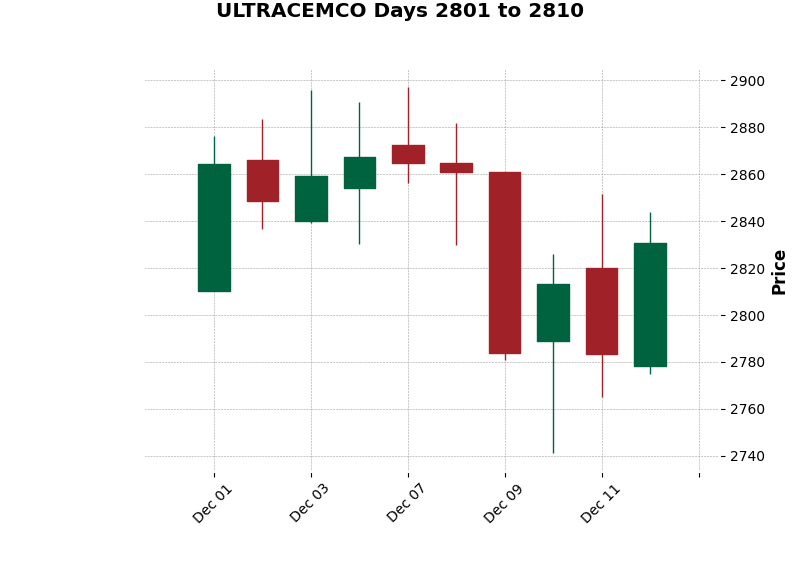 ULTRACEMCO Days 2801 to 2810
2900
2880
2860
2840
2820
2800
2780
2760
2740
Price
Dec 01
Dec 03
Dec 07
Dec 09
Dec 11